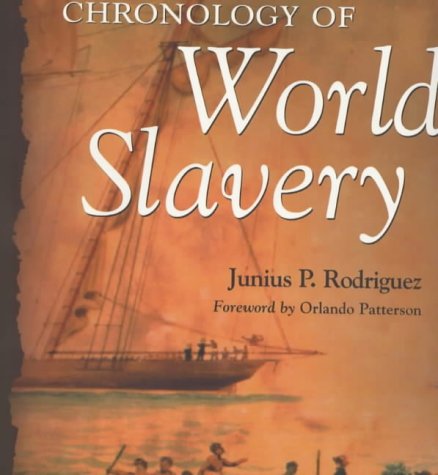 CHRONOLOGY OF
World
Slavery
Junius P. Rodriguez
Foreword by Orlando Patterson